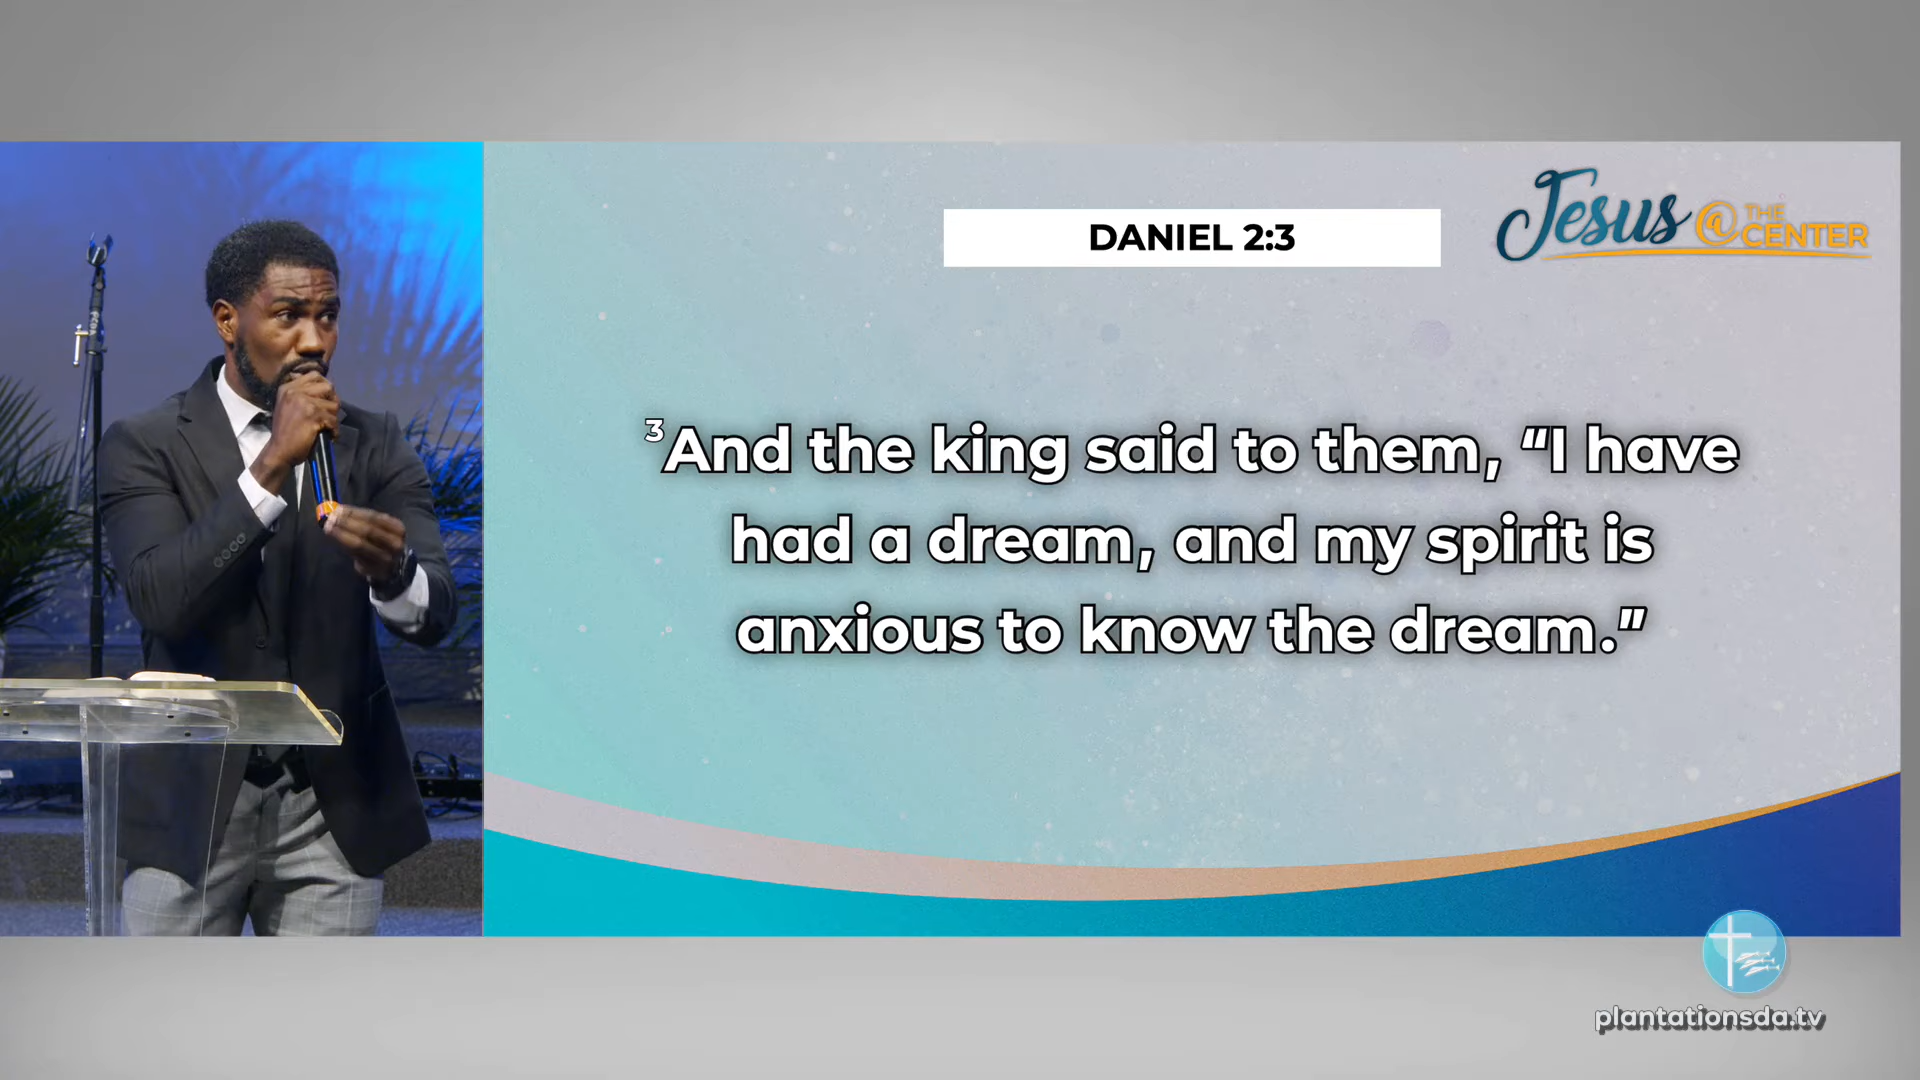 DANIEL 2:3
Jesus @ THE CENTER
3And the king said to them, “I have
had a dream, and my spirit is
anxious to know the dream.”
plantationsda.tv